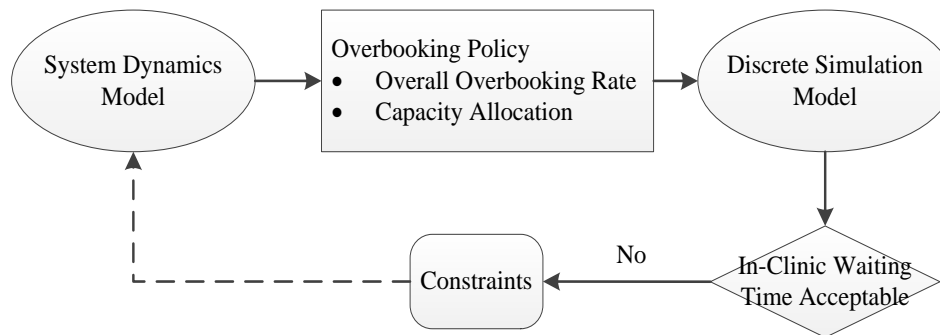 System Dynamics
Model
Overbooking Policy
• Overall Overbooking Rate
• Capacity Allocation
Discrete Simulation
Model
In-Clinic Waiting
Time Acceptable
No
Constraints